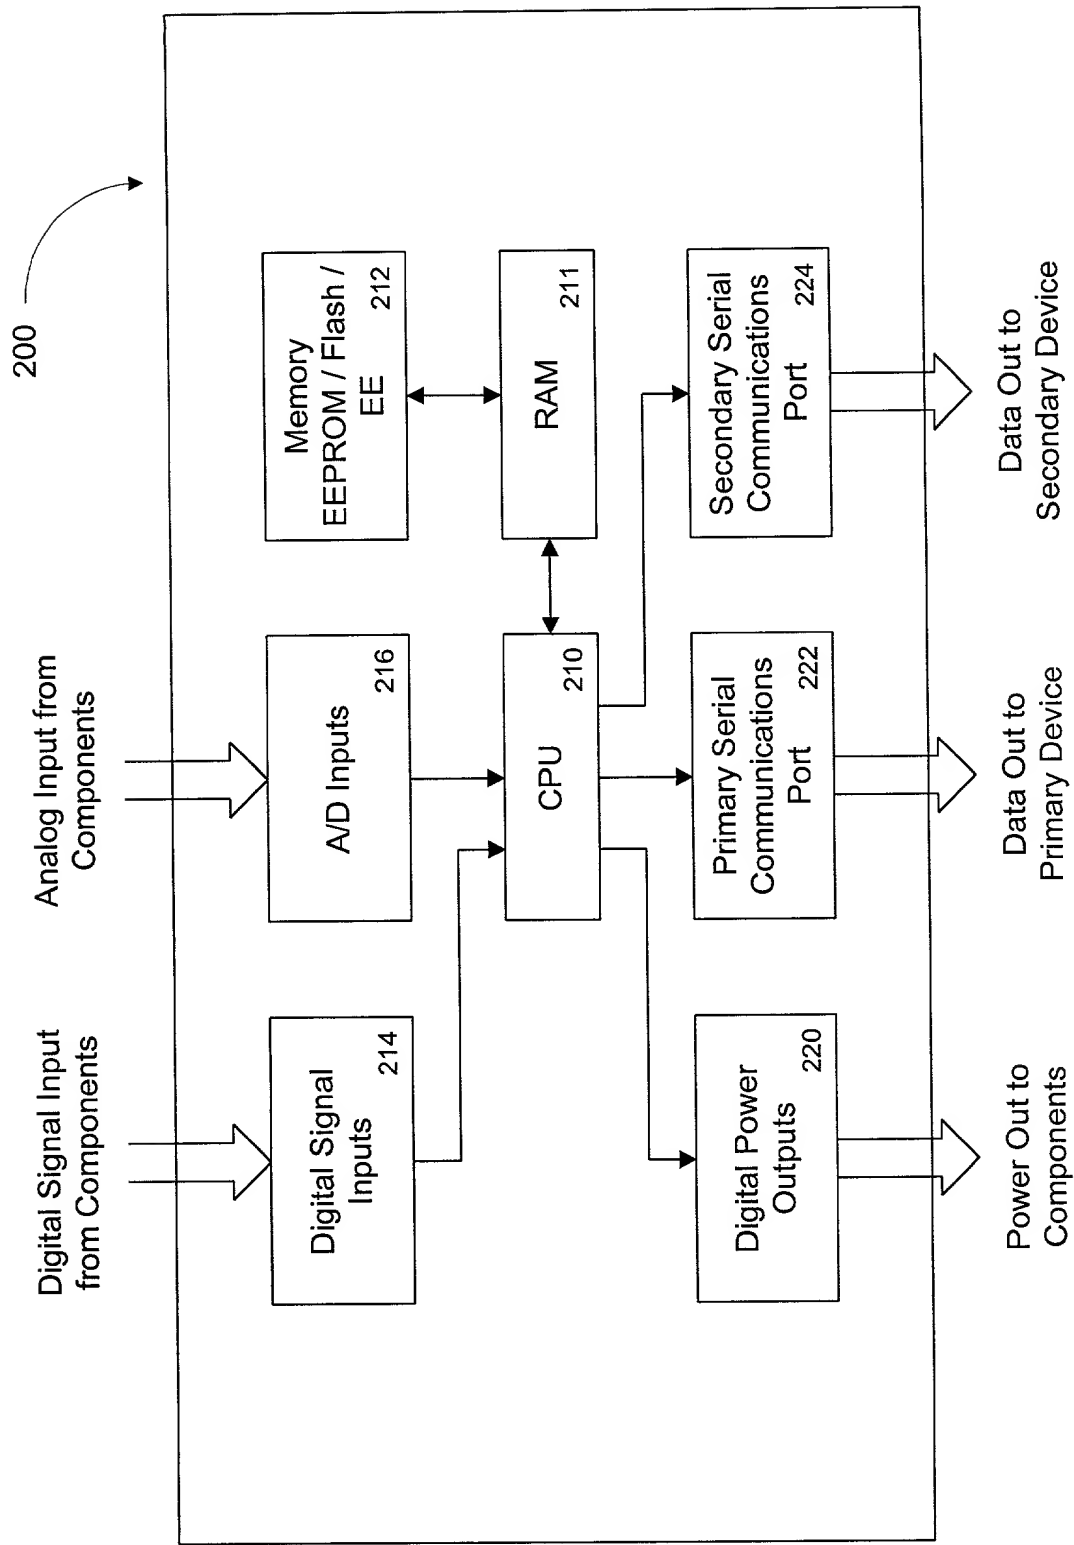 200
Digital Signal Input
from Components
Analog Input from
Components
Digital Signal
Inputs
214
A/D Inputs
216
Memory
EEPROM / Flash /
EE
212
CPU
210
RAM
211
Digital Power
Outputs
220
Primary Serial
Communications
Port
222
Secondary Serial
Communications
Port
224
Power Out to
Components
Data Out to
Primary Device
Data Out to
Secondary Device